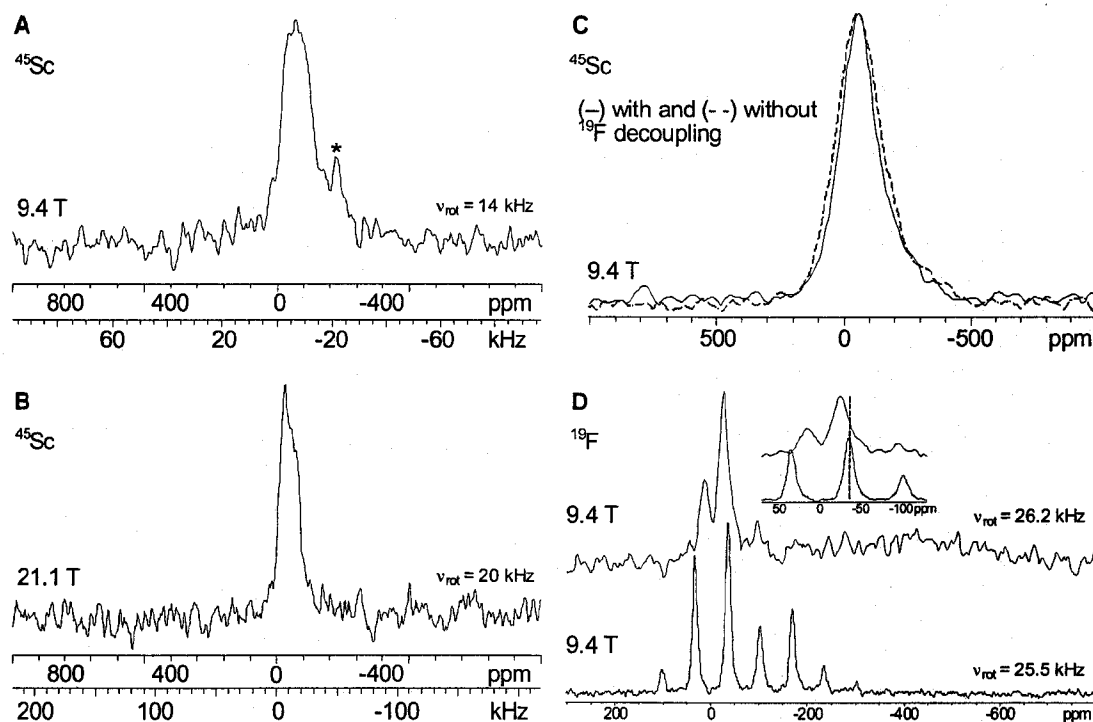 A
⁴⁵Sc
*
9.4 T
νrot = 14 kHz
800 400 0 -400 ppm
60 20 -20 -60 kHz
B
⁴⁵Sc
21.1 T
νrot = 20 kHz
800 400 0 -400 ppm
200 100 0 -100 kHz
C
⁴⁵Sc
(–) with and (- -) without
¹⁹F decoupling
9.4 T
500 0 -500 ppm
D
¹⁹F
50 0 -50 -100 ppm
9.4 T
νrot = 26.2 kHz
9.4 T
νrot = 25.5 kHz
200 0 -200 -400 -600 ppm